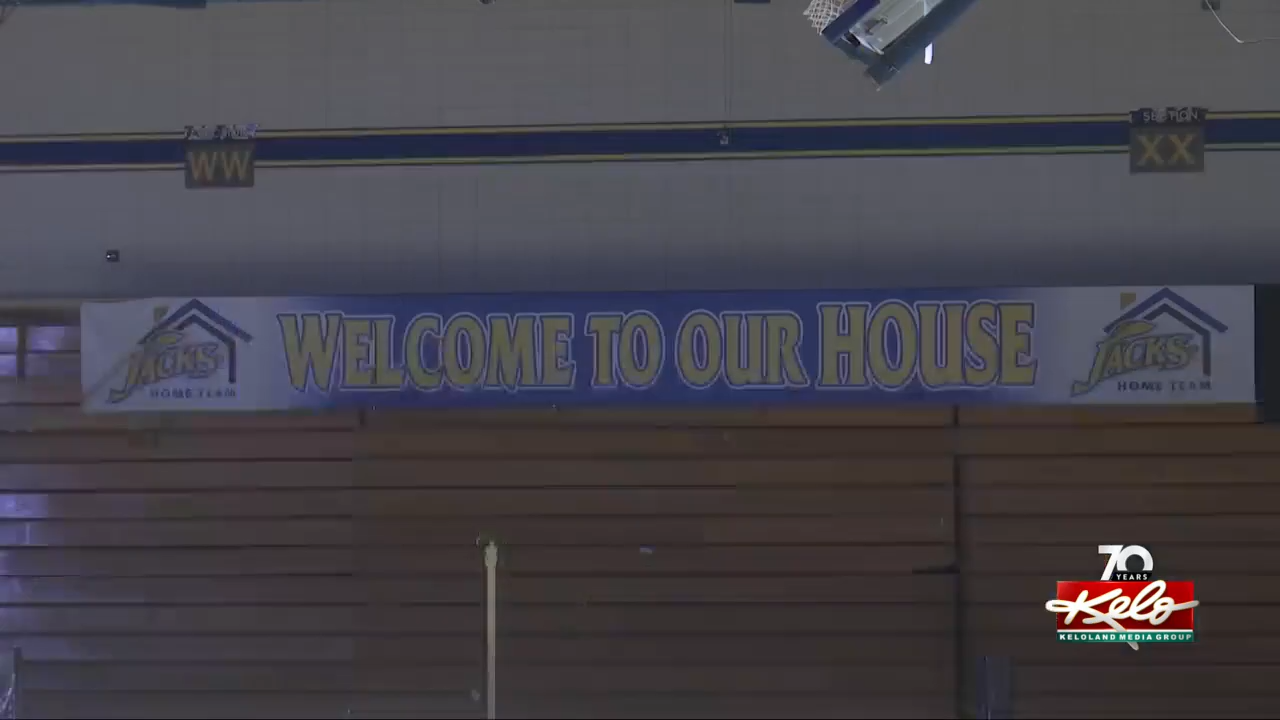 SECTION
WW
SECTION
XX
JACKS
HOME TEAM
WELCOME TO OUR HOUSE
JACKS
HOME TEAM
70
YEARS
Kelo
KELOLAND MEDIA GROUP